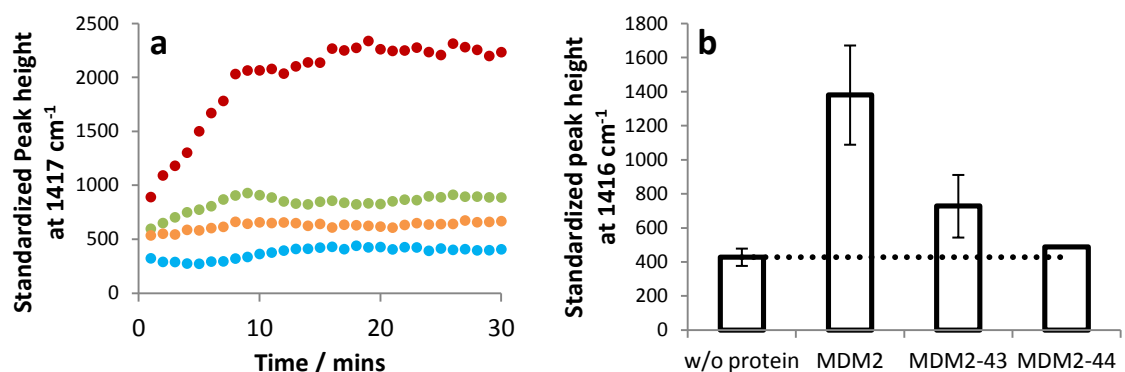 a
Standardized Peak height
at 1417 cm-1
2500
2000
1500
1000
500
0
0 10 20 30
Time / mins
b
Standardized peak height
at 1416 cm-1
1800
1600
1400
1200
1000
800
600
400
200
0
w/o protein MDM2 MDM2-43 MDM2-44